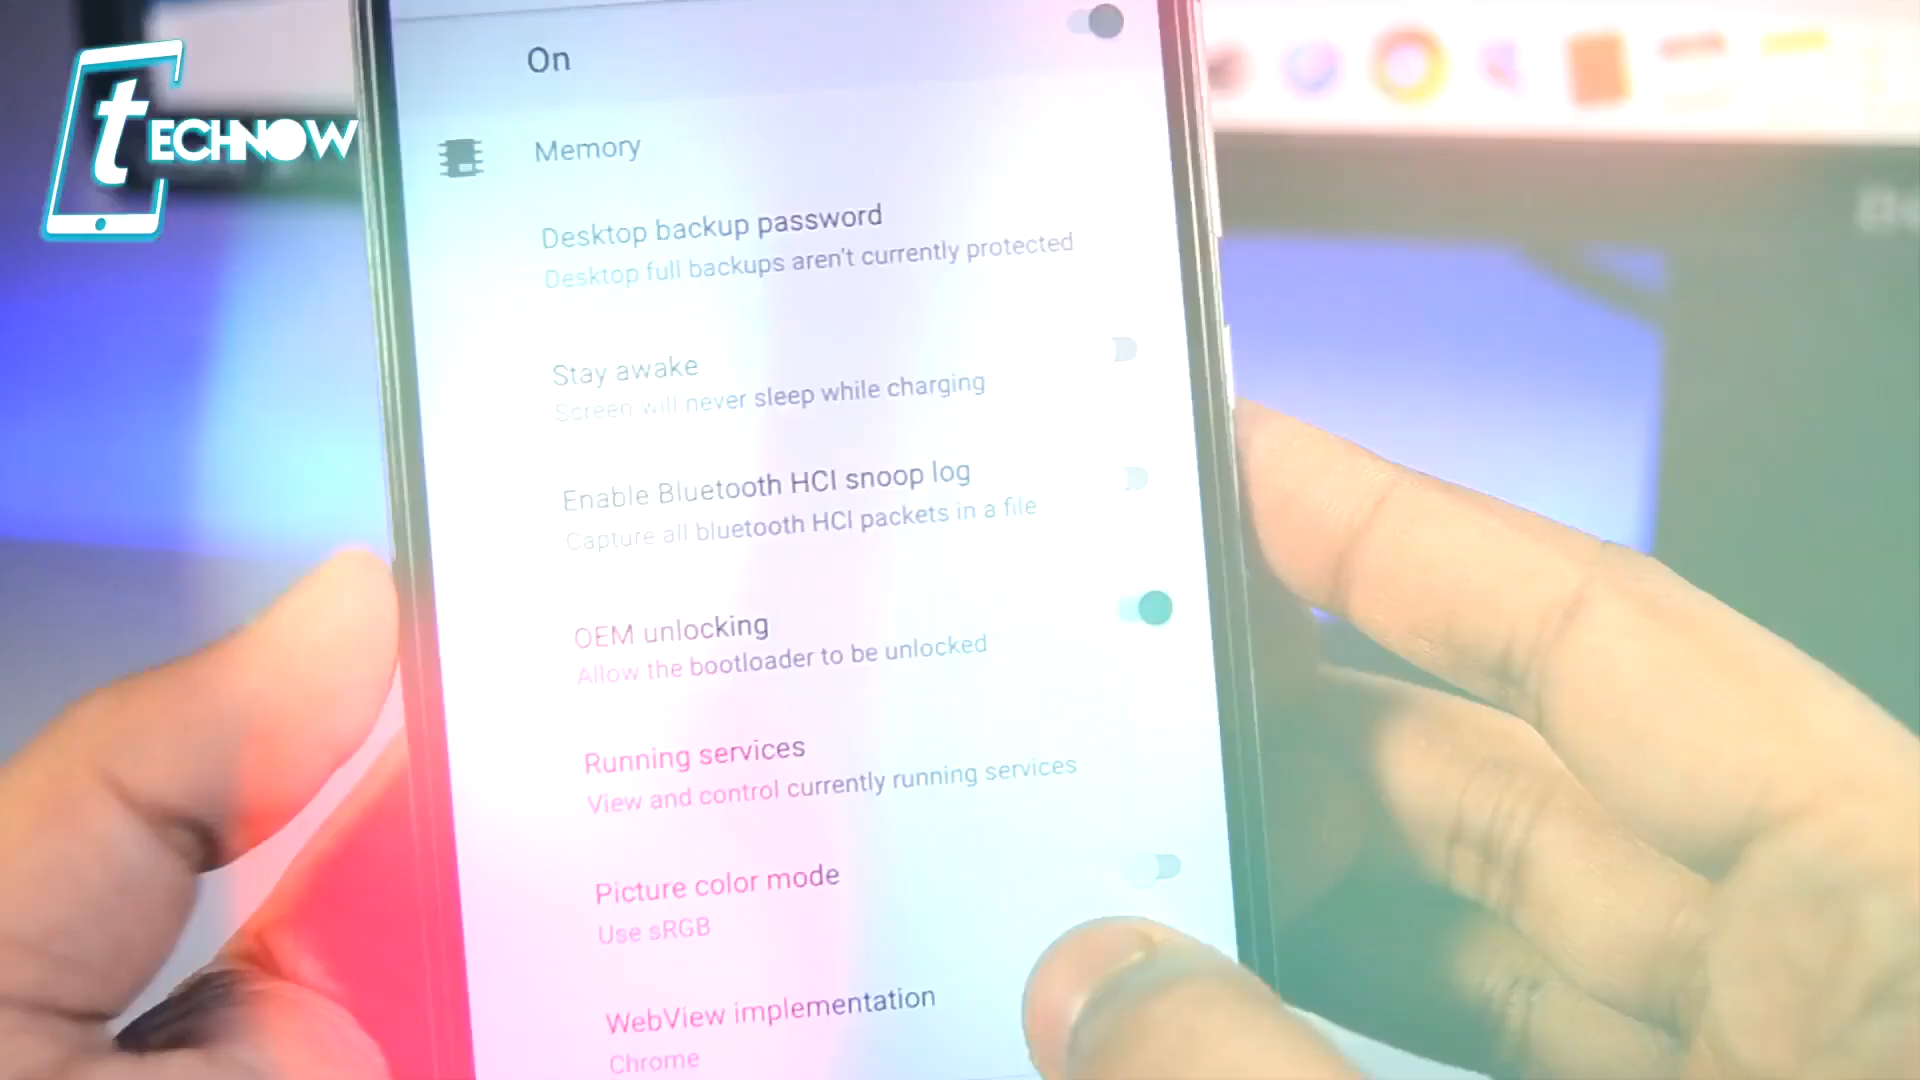 tECHNOW
On
Memory
Desktop backup password
Desktop full backups aren't currently protected
Stay awake
Screen will never sleep while charging
Enable Bluetooth HCI snoop log
Capture all bluetooth HCI packets in a file
OEM unlocking
Allow the bootloader to be unlocked
Running services
View and control currently running services
Picture color mode
Use sRGB
WebView implementation
Chrome